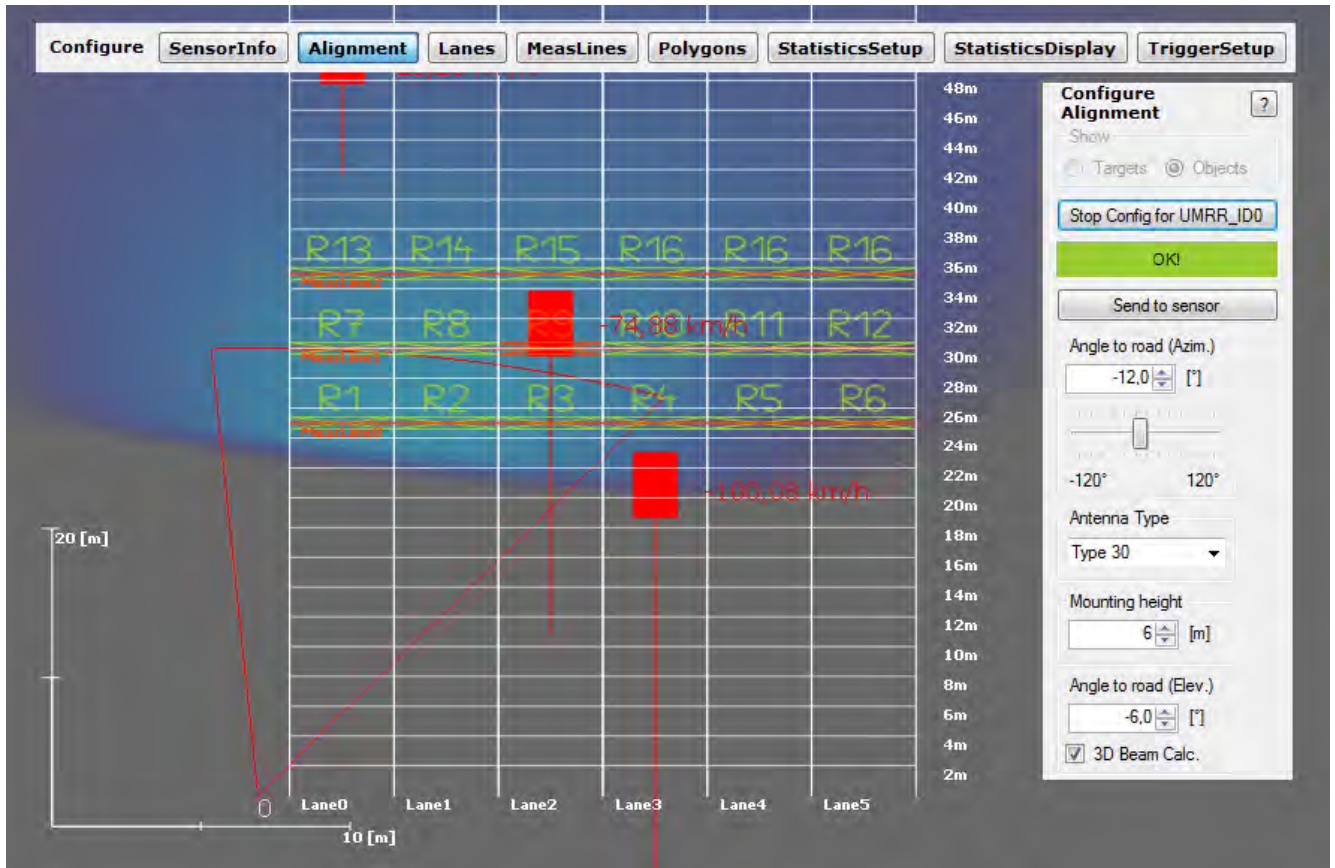 Configure SensorInfo Alignment Lanes MeasLines Polygons StatisticsSetup StatisticsDisplay TriggerSetup
48m
46m
44m
42m
40m
38m
36m
34m
32m
30m
28m
26m
24m
22m
20m
18m
16m
14m
12m
10m
8m
6m
4m
2m
R13 R14 R15 R16 R16 R16
MeasLine2
R7 R8 R9 R10 R11 R12
-74,88 km/h
MeasLine1
R1 R2 R3 R4 R5 R6
MeasLine0
-100,08 km/h
20 [m]
0
Lane0 Lane1 Lane2 Lane3 Lane4 Lane5
10 [m]
Configure
Alignment
?
Show
Targets Objects
Stop Config for UMRR_ID0
OK!
Send to sensor
Angle to road (Azim.)
-12,0 [°]
-120° 120°
Antenna Type
Type 30
Mounting height
6 [m]
Angle to road (Elev.)
-6,0 [°]
3D Beam Calc.